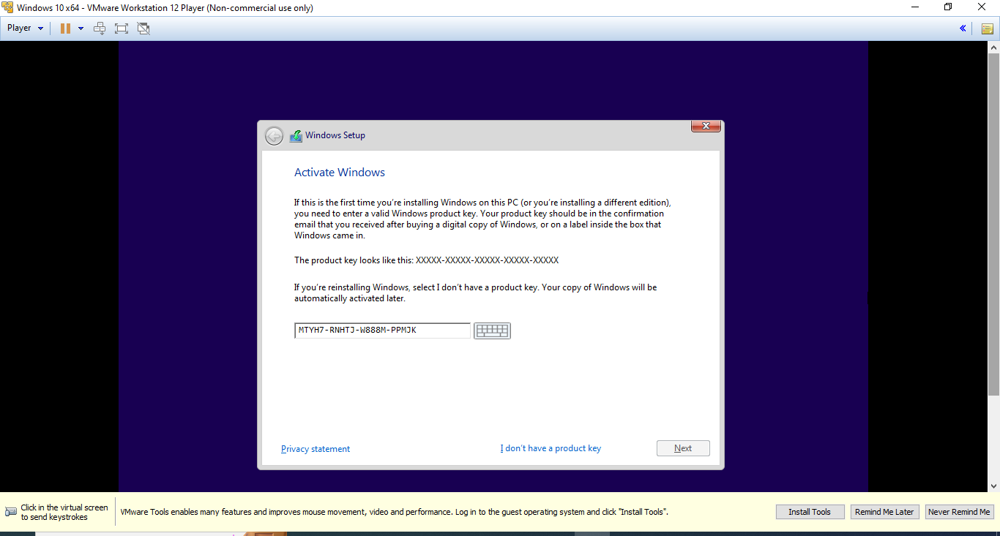 Windows 10 x64 - VMware Workstation 12 Player (Non-commercial use only)
Player
Windows Setup
Activate Windows
If this is the first time you're installing Windows on this PC (or you're installing a different edition),
you need to enter a valid Windows product key. Your product key should be in the confirmation
email that you received after buying a digital copy of Windows, or on a label inside the box that
Windows came in.
The product key looks like this: XXXXX-XXXXX-XXXXX-XXXXX-XXXXX
If you're reinstalling Windows, select I don't have a product key. Your copy of Windows will be
automatically activated later.
MTYH7-RNHTJ-W888M-PPMJK
Privacy statement
I don't have a product key
Next
Click in the virtual screen
to send keystrokes
VMware Tools enables many features and improves mouse movement, video and performance. Log in to the guest operating system and click "Install Tools".
Install Tools
Remind Me Later
Never Remind Me